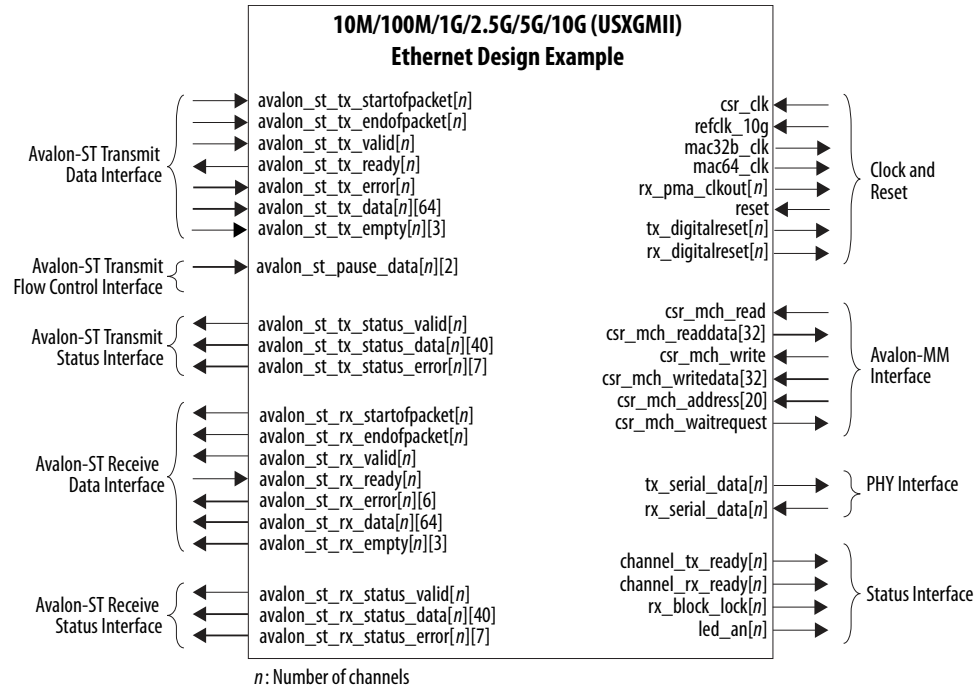 10M/100M/1G/2.5G/5G/10G (USXGMII)
Ethernet Design Example
Avalon-ST Transmit
Data Interface
avalon_st_tx_startofpacket[n]
avalon_st_tx_endofpacket[n]
avalon_st_tx_valid[n]
avalon_st_tx_ready[n]
avalon_st_tx_error[n]
avalon_st_tx_data[n][64]
avalon_st_tx_empty[n][3]
Avalon-ST Transmit
Flow Control Interface
avalon_st_pause_data[n][2]
Avalon-ST Transmit
Status Interface
avalon_st_tx_status_valid[n]
avalon_st_tx_status_data[n][40]
avalon_st_tx_status_error[n][7]
Avalon-ST Receive
Data Interface
avalon_st_rx_startofpacket[n]
avalon_st_rx_endofpacket[n]
avalon_st_rx_valid[n]
avalon_st_rx_ready[n]
avalon_st_rx_error[n][6]
avalon_st_rx_data[n][64]
avalon_st_rx_empty[n][3]
Avalon-ST Receive
Status Interface
avalon_st_rx_status_valid[n]
avalon_st_rx_status_data[n][40]
avalon_st_rx_status_error[n][7]
csr_clk
refclk_10g
mac32b_clk
mac64_clk
rx_pma_clkout[n]
reset
tx_digitalreset[n]
rx_digitalreset[n]
Clock and
Reset
csr_mch_read
csr_mch_readdata[32]
csr_mch_write
csr_mch_writedata[32]
csr_mch_address[20]
csr_mch_waitrequest
Avalon-MM
Interface
tx_serial_data[n]
rx_serial_data[n]
PHY Interface
channel_tx_ready[n]
channel_rx_ready[n]
rx_block_lock[n]
led_an[n]
Status Interface
n: Number of channels